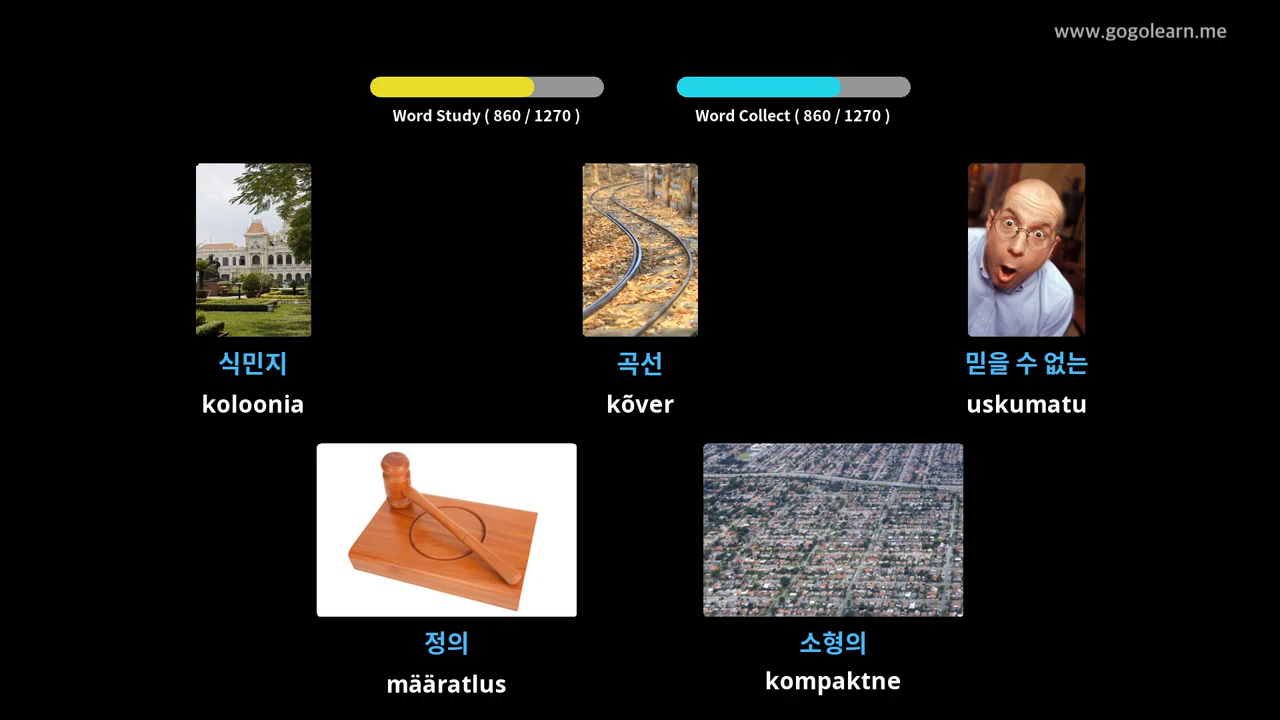 www.gogolearn.me
Word Study ( 860 / 1270 )
Word Collect ( 860 / 1270 )
식민지
koloonia
곡선
kõver
믿을 수 없는
uskumatu
정의
määratlus
소형의
kompaktne